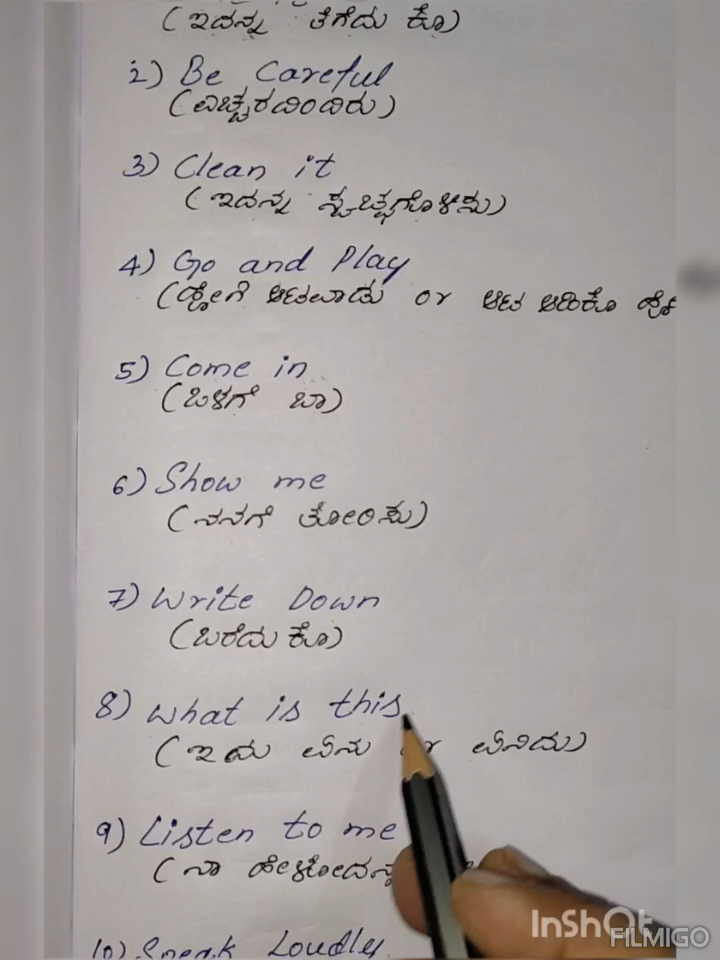 (ಇದನ್ನು ತೆಗೆದು ಕೊ)
2) Be Careful
(ಎಚ್ಚರದಿಂದಿರು)
3) Clean it
(ಇದನ್ನು ಸ್ವಚ್ಛಗೊಳಿಸು)
4) Go and Play
(ಹೋಗಿ ಆಟವಾಡು or ಆಟ ಆಡಿಕೊ
5) Come in
(ಒಳಗೆ ಬಾ)
6) Show me
(ನನಗೆ ತೋರಿಸು)
7) Write Down
(ಬರೆದು ಕೊ)
8) What is this
(ಇದು ಏನು or ಏನಿದು)
9) Listen to me
(ನಾ ಹೇಳೋದನ್ನ
10) Speak Loudly
InShOt
FILMIGO